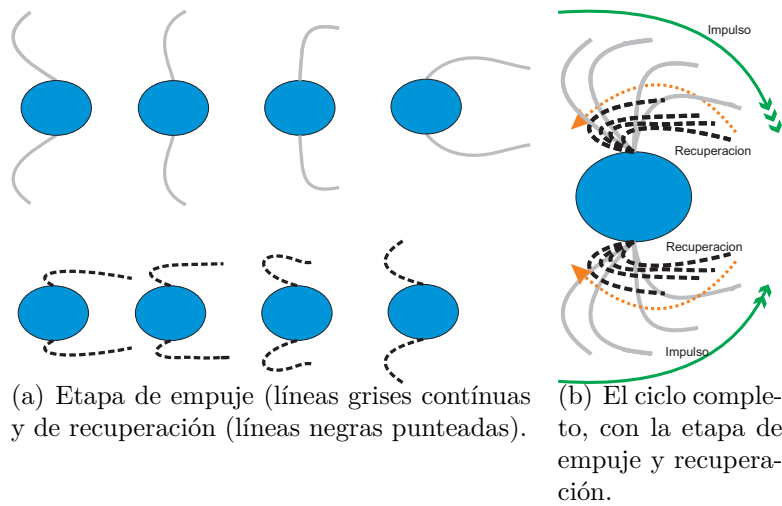 Impulso
Recuperacion
Recuperacion
Impulso
(a) Etapa de empuje (líneas grises contínuas
y de recuperación (líneas negras punteadas).
(b) El ciclo comple-
to, con la etapa de
empuje y recupera-
ción.